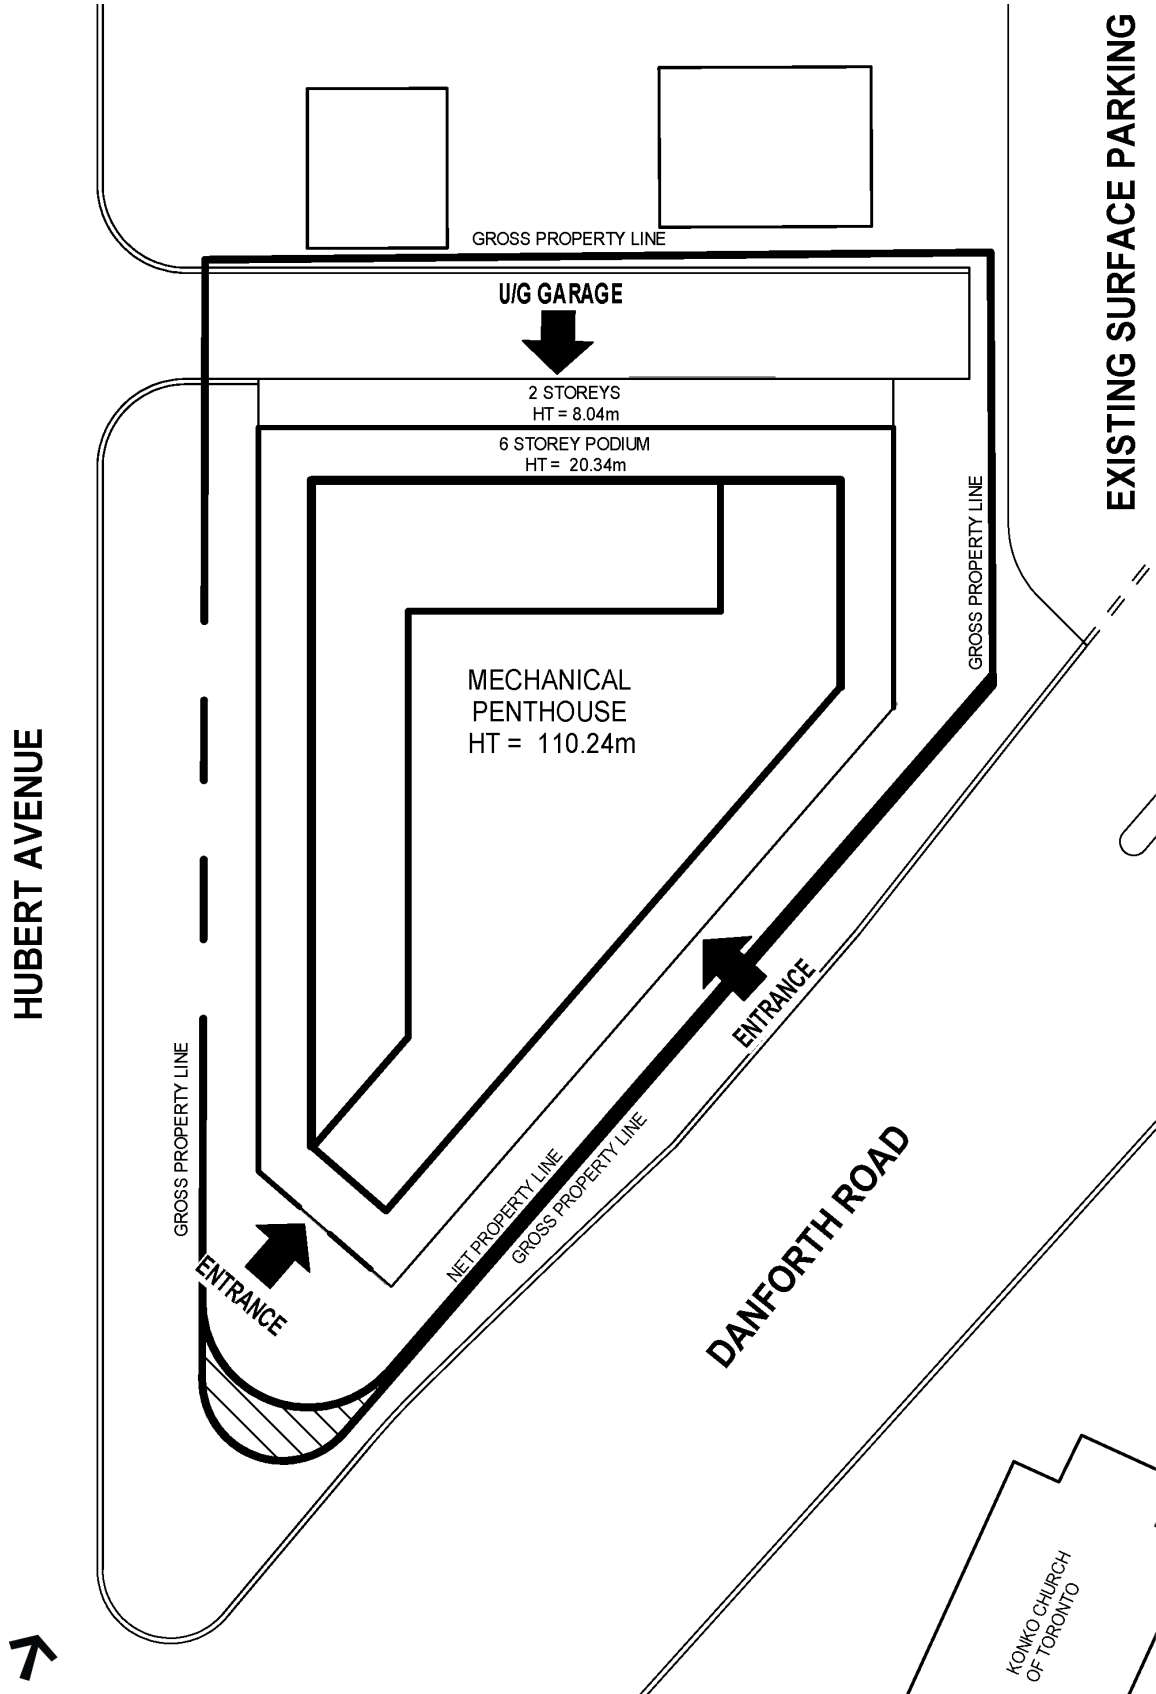 EXISTING SURFACE PARKING
GROSS PROPERTY LINE
U/G GARAGE
2 STOREYS
HT = 8.04m
6 STOREY PODIUM
HT = 20.34m
GROSS PROPERTY LINE
MECHANICAL
PENTHOUSE
HT = 110.24m
HUBERT AVENUE
ENTRANCE
GROSS PROPERTY LINE
NET PROPERTY LINE
GROSS PROPERTY LINE
DANFORTH ROAD
ENTRANCE
KONKO CHURCH
OF TORONTO